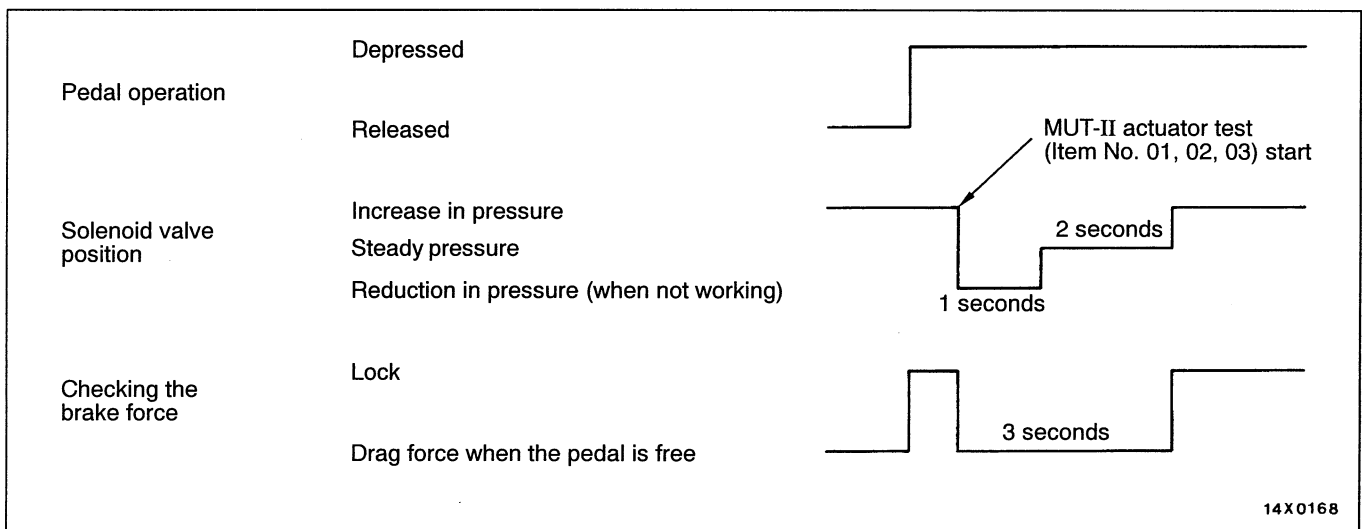 Depressed
Pedal operation
Released
MUT-II actuator test
(Item No. 01, 02, 03) start
Increase in pressure
Solenoid valve
position
Steady pressure
2 seconds
Reduction in pressure (when not working)
1 seconds
Lock
Checking the
brake force
3 seconds
Drag force when the pedal is free
14X0168